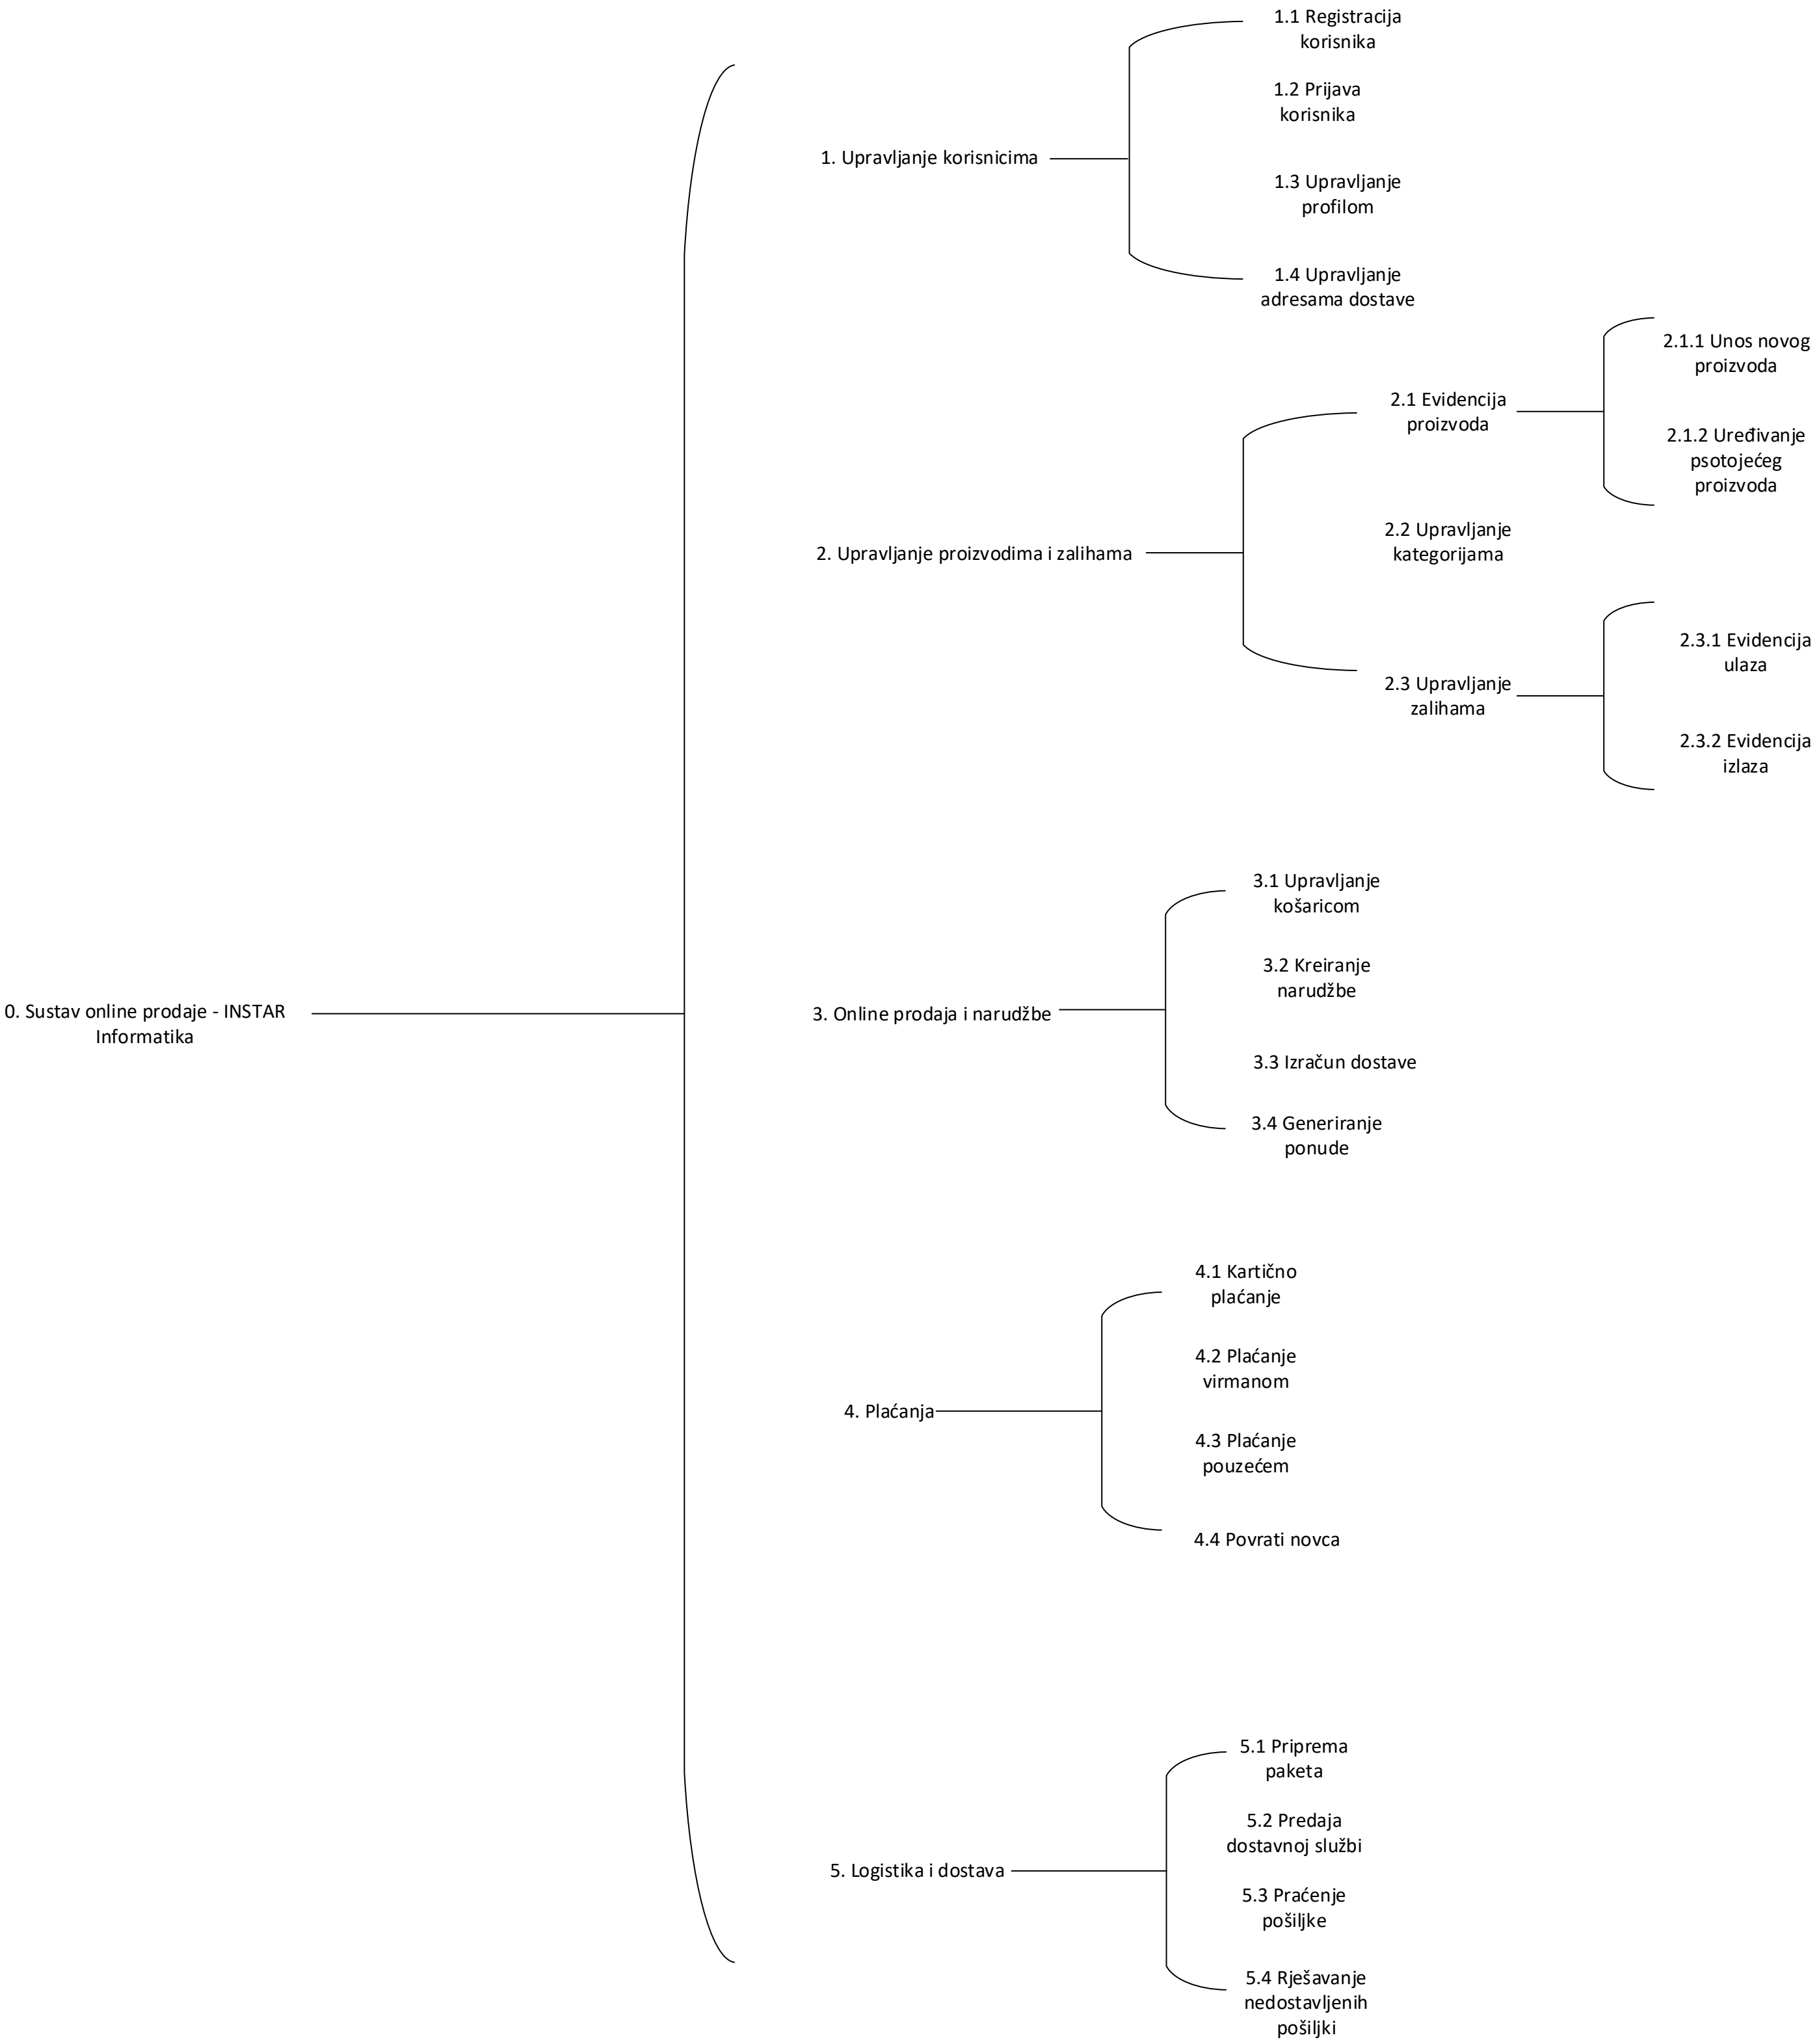 0. Sustav online prodaje - INSTAR
Informatika
1. Upravljanje korisnicima
1.1 Registracija
korisnika
1.2 Prijava
korisnika
1.3 Upravljanje
profilom
1.4 Upravljanje
adresama dostave
2. Upravljanje proizvodima i zalihama
2.1 Evidencija
proizvoda
2.1.1 Unos novog
proizvoda
2.1.2 Uređivanje
psotojećeg
proizvoda
2.2 Upravljanje
kategorijama
2.3 Upravljanje
zalihama
2.3.1 Evidencija
ulaza
2.3.2 Evidencija
izlaza
3. Online prodaja i narudžbe
3.1 Upravljanje
košaricom
3.2 Kreiranje
narudžbe
3.3 Izračun dostave
3.4 Generiranje
ponude
4. Plaćanja
4.1 Kartično
plaćanje
4.2 Plaćanje
virmanom
4.3 Plaćanje
pouzećem
4.4 Povrati novca
5. Logistika i dostava
5.1 Priprema
paketa
5.2 Predaja
dostavnoj službi
5.3 Praćenje
pošiljke
5.4 Rješavanje
nedostavljenih
pošiljki